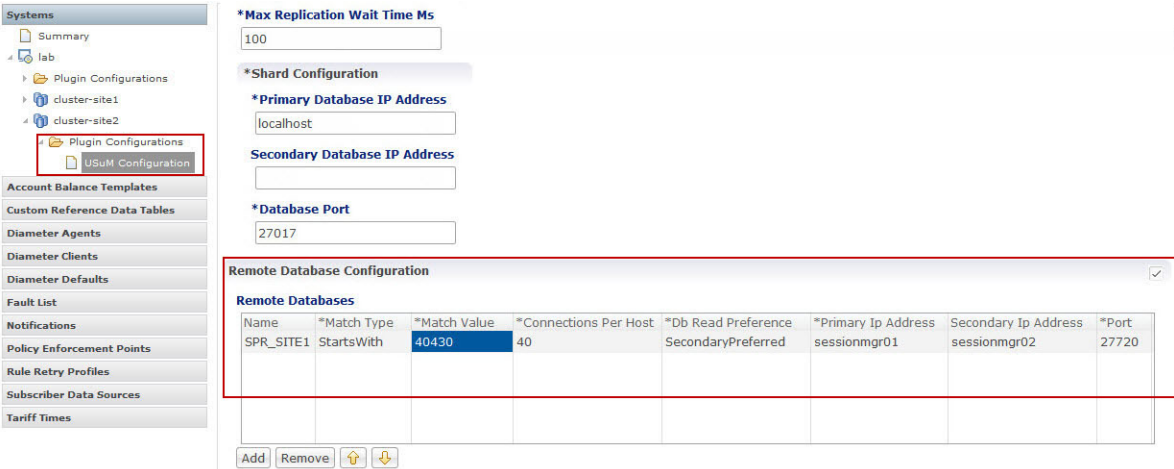 Systems
Summary
lab
Plugin Configurations
cluster-site1
cluster-site2
Plugin Configurations
USuM Configuration
Account Balance Templates
Custom Reference Data Tables
Diameter Agents
Diameter Clients
Diameter Defaults
Fault List
Notifications
Policy Enforcement Points
Rule Retry Profiles
Subscriber Data Sources
Tariff Times
*Max Replication Wait Time Ms
100
*Shard Configuration
*Primary Database IP Address
localhost
Secondary Database IP Address
*Database Port
27017
Remote Database Configuration
Remote Databases
Name *Match Type *Match Value *Connections Per Host *Db Read Preference *Primary Ip Address Secondary Ip Address *Port
SPR_SITE1 StartsWith 40430 40 SecondaryPreferred sessionmgr01 sessionmgr02 27720
Add Remove